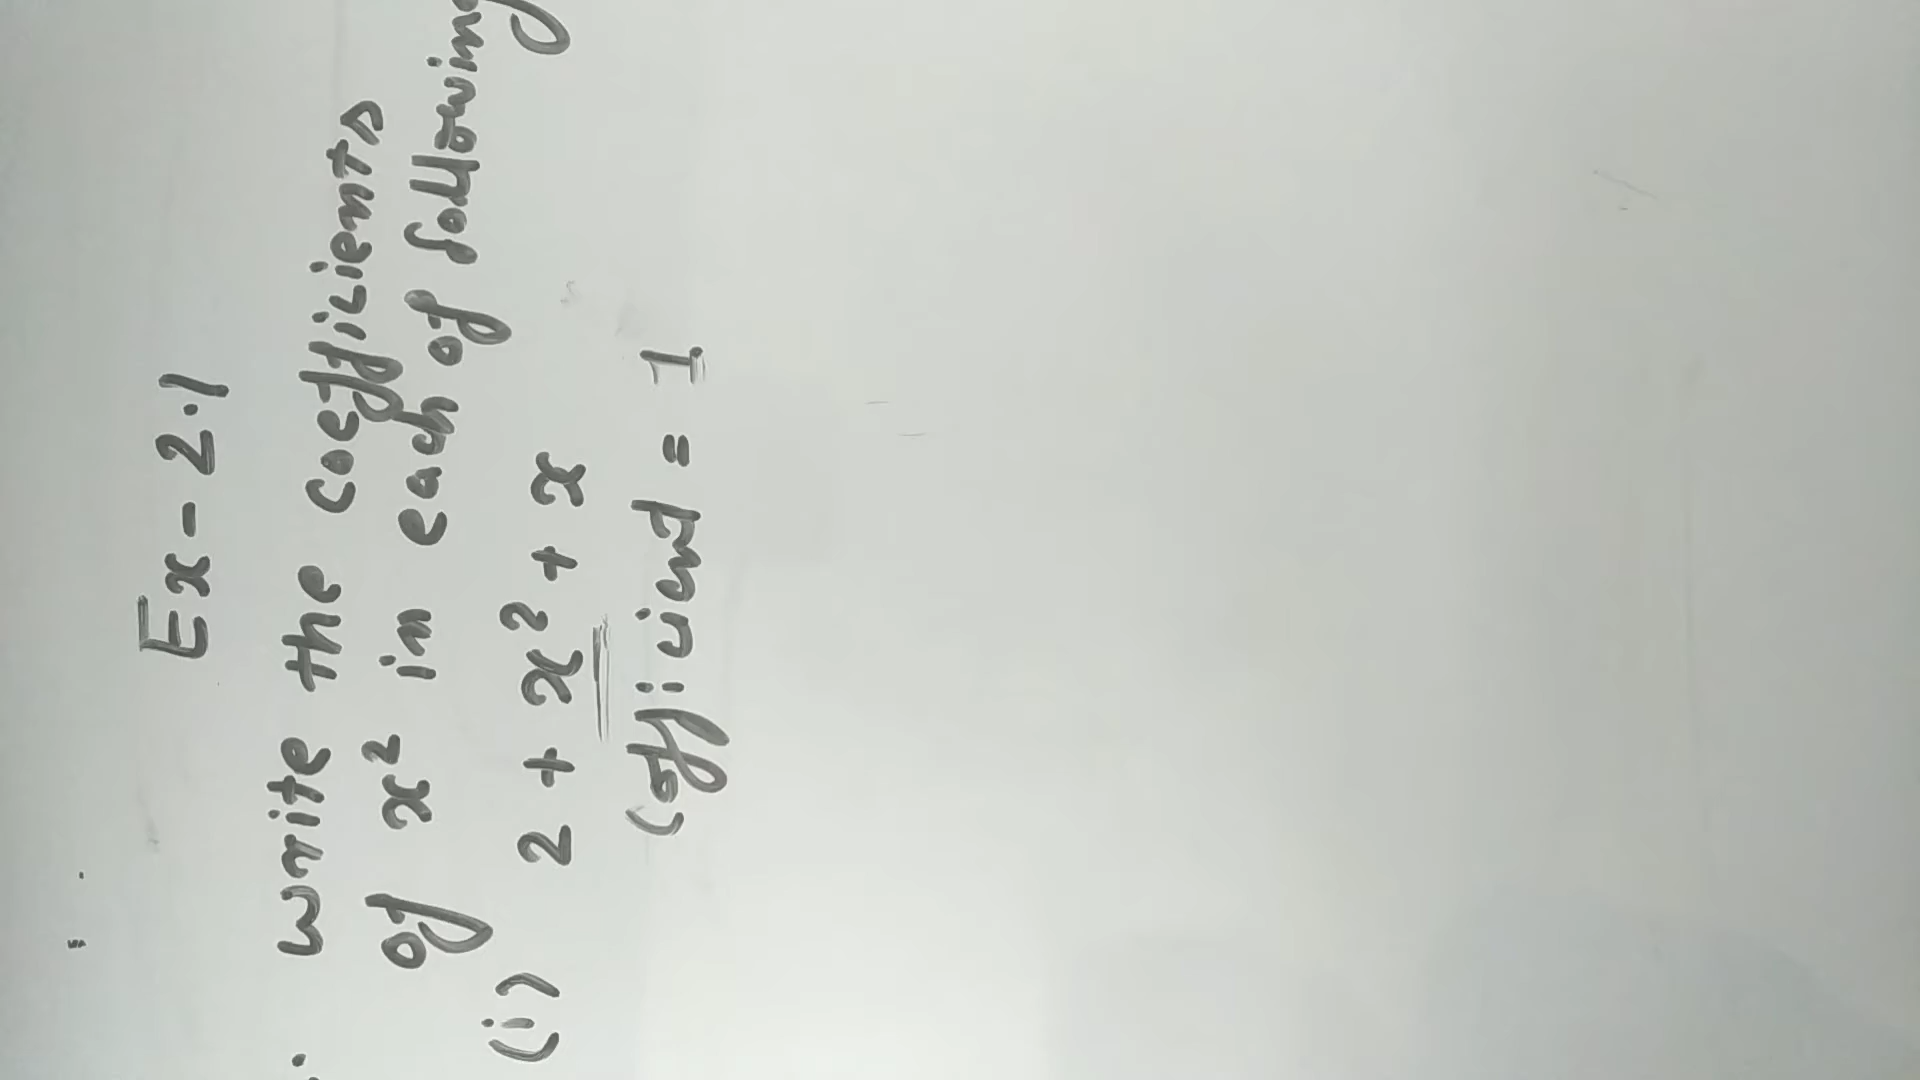 Ex - 2.1
write the coefficients
of x² in each of following
(i) 2 + x² + x
Coefficient = 1